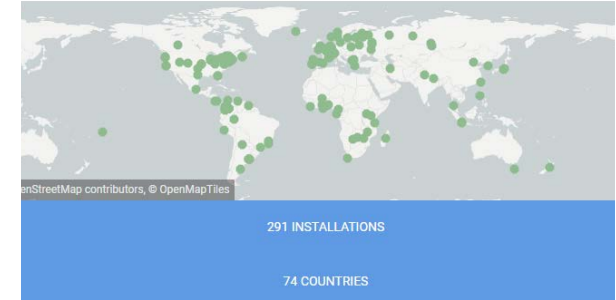 enStreetMap contributors, © OpenMapTiles
291 INSTALLATIONS
74 COUNTRIES